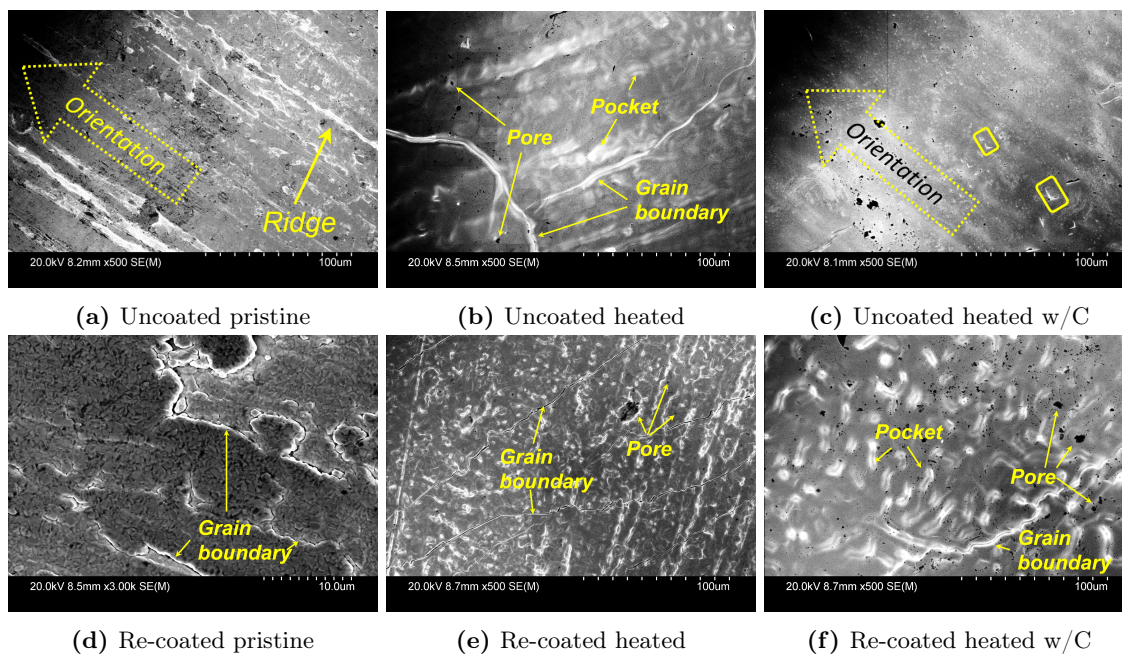 Orientation
Ridge
20.0kV 8.2mm x500 SE(M)
100um
Pocket
Pore
Grain
boundary
20.0kV 8.5mm x500 SE(M)
100um
Orientation
20.0kV 8.1mm x500 SE(M)
100um
(a) Uncoated pristine
(b) Uncoated heated
(c) Uncoated heated w/C
Grain
boundary
20.0kV 8.5mm x3.00k SE(M)
10.0um
Grain
boundary
Pore
20.0kV 8.7mm x500 SE(M)
100um
Pocket
Pore
Grain
boundary
20.0kV 8.7mm x500 SE(M)
100um
(d) Re-coated pristine
(e) Re-coated heated
(f) Re-coated heated w/C